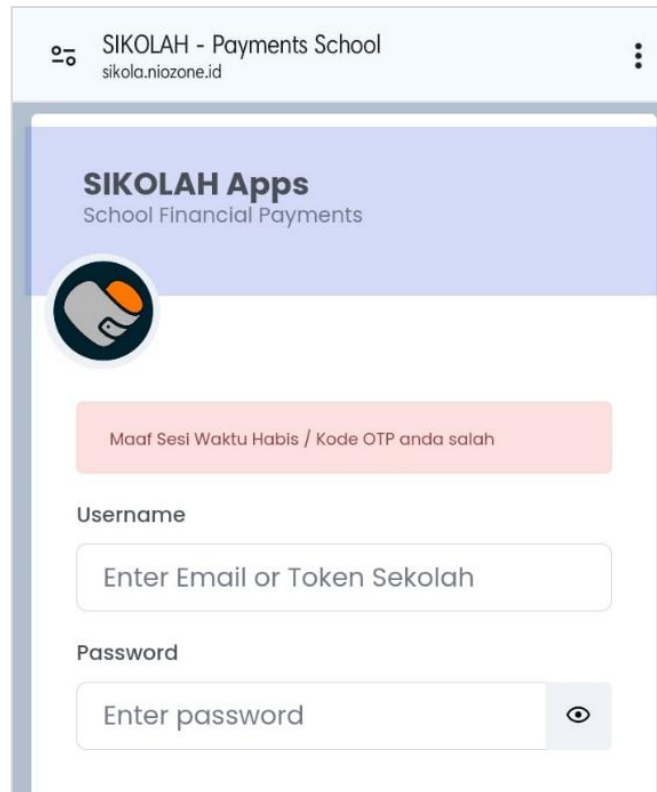 SIKOLAH - Payments School
sikola.niozone.id
SIKOLAH Apps
School Financial Payments
Maaf Sesi Waktu Habis / Kode OTP anda salah
Username
Enter Email or Token Sekolah
Password
Enter password